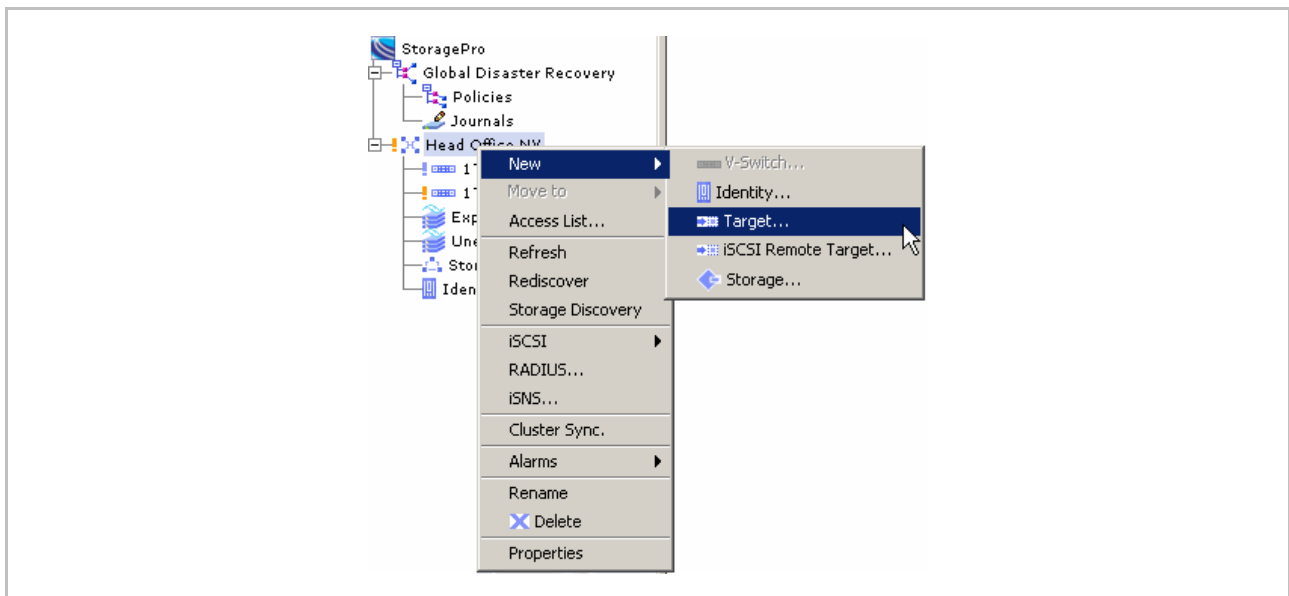 StoragePro
Global Disaster Recovery
Policies
Journals
Head Office NY
New
V-Switch...
Move to
Identity...
Access List...
Target...
Refresh
iSCSI Remote Target...
Rediscover
Storage...
Storage Discovery
iSCSI
RADIUS...
iSNS...
Cluster Sync.
Alarms
Rename
Delete
Properties